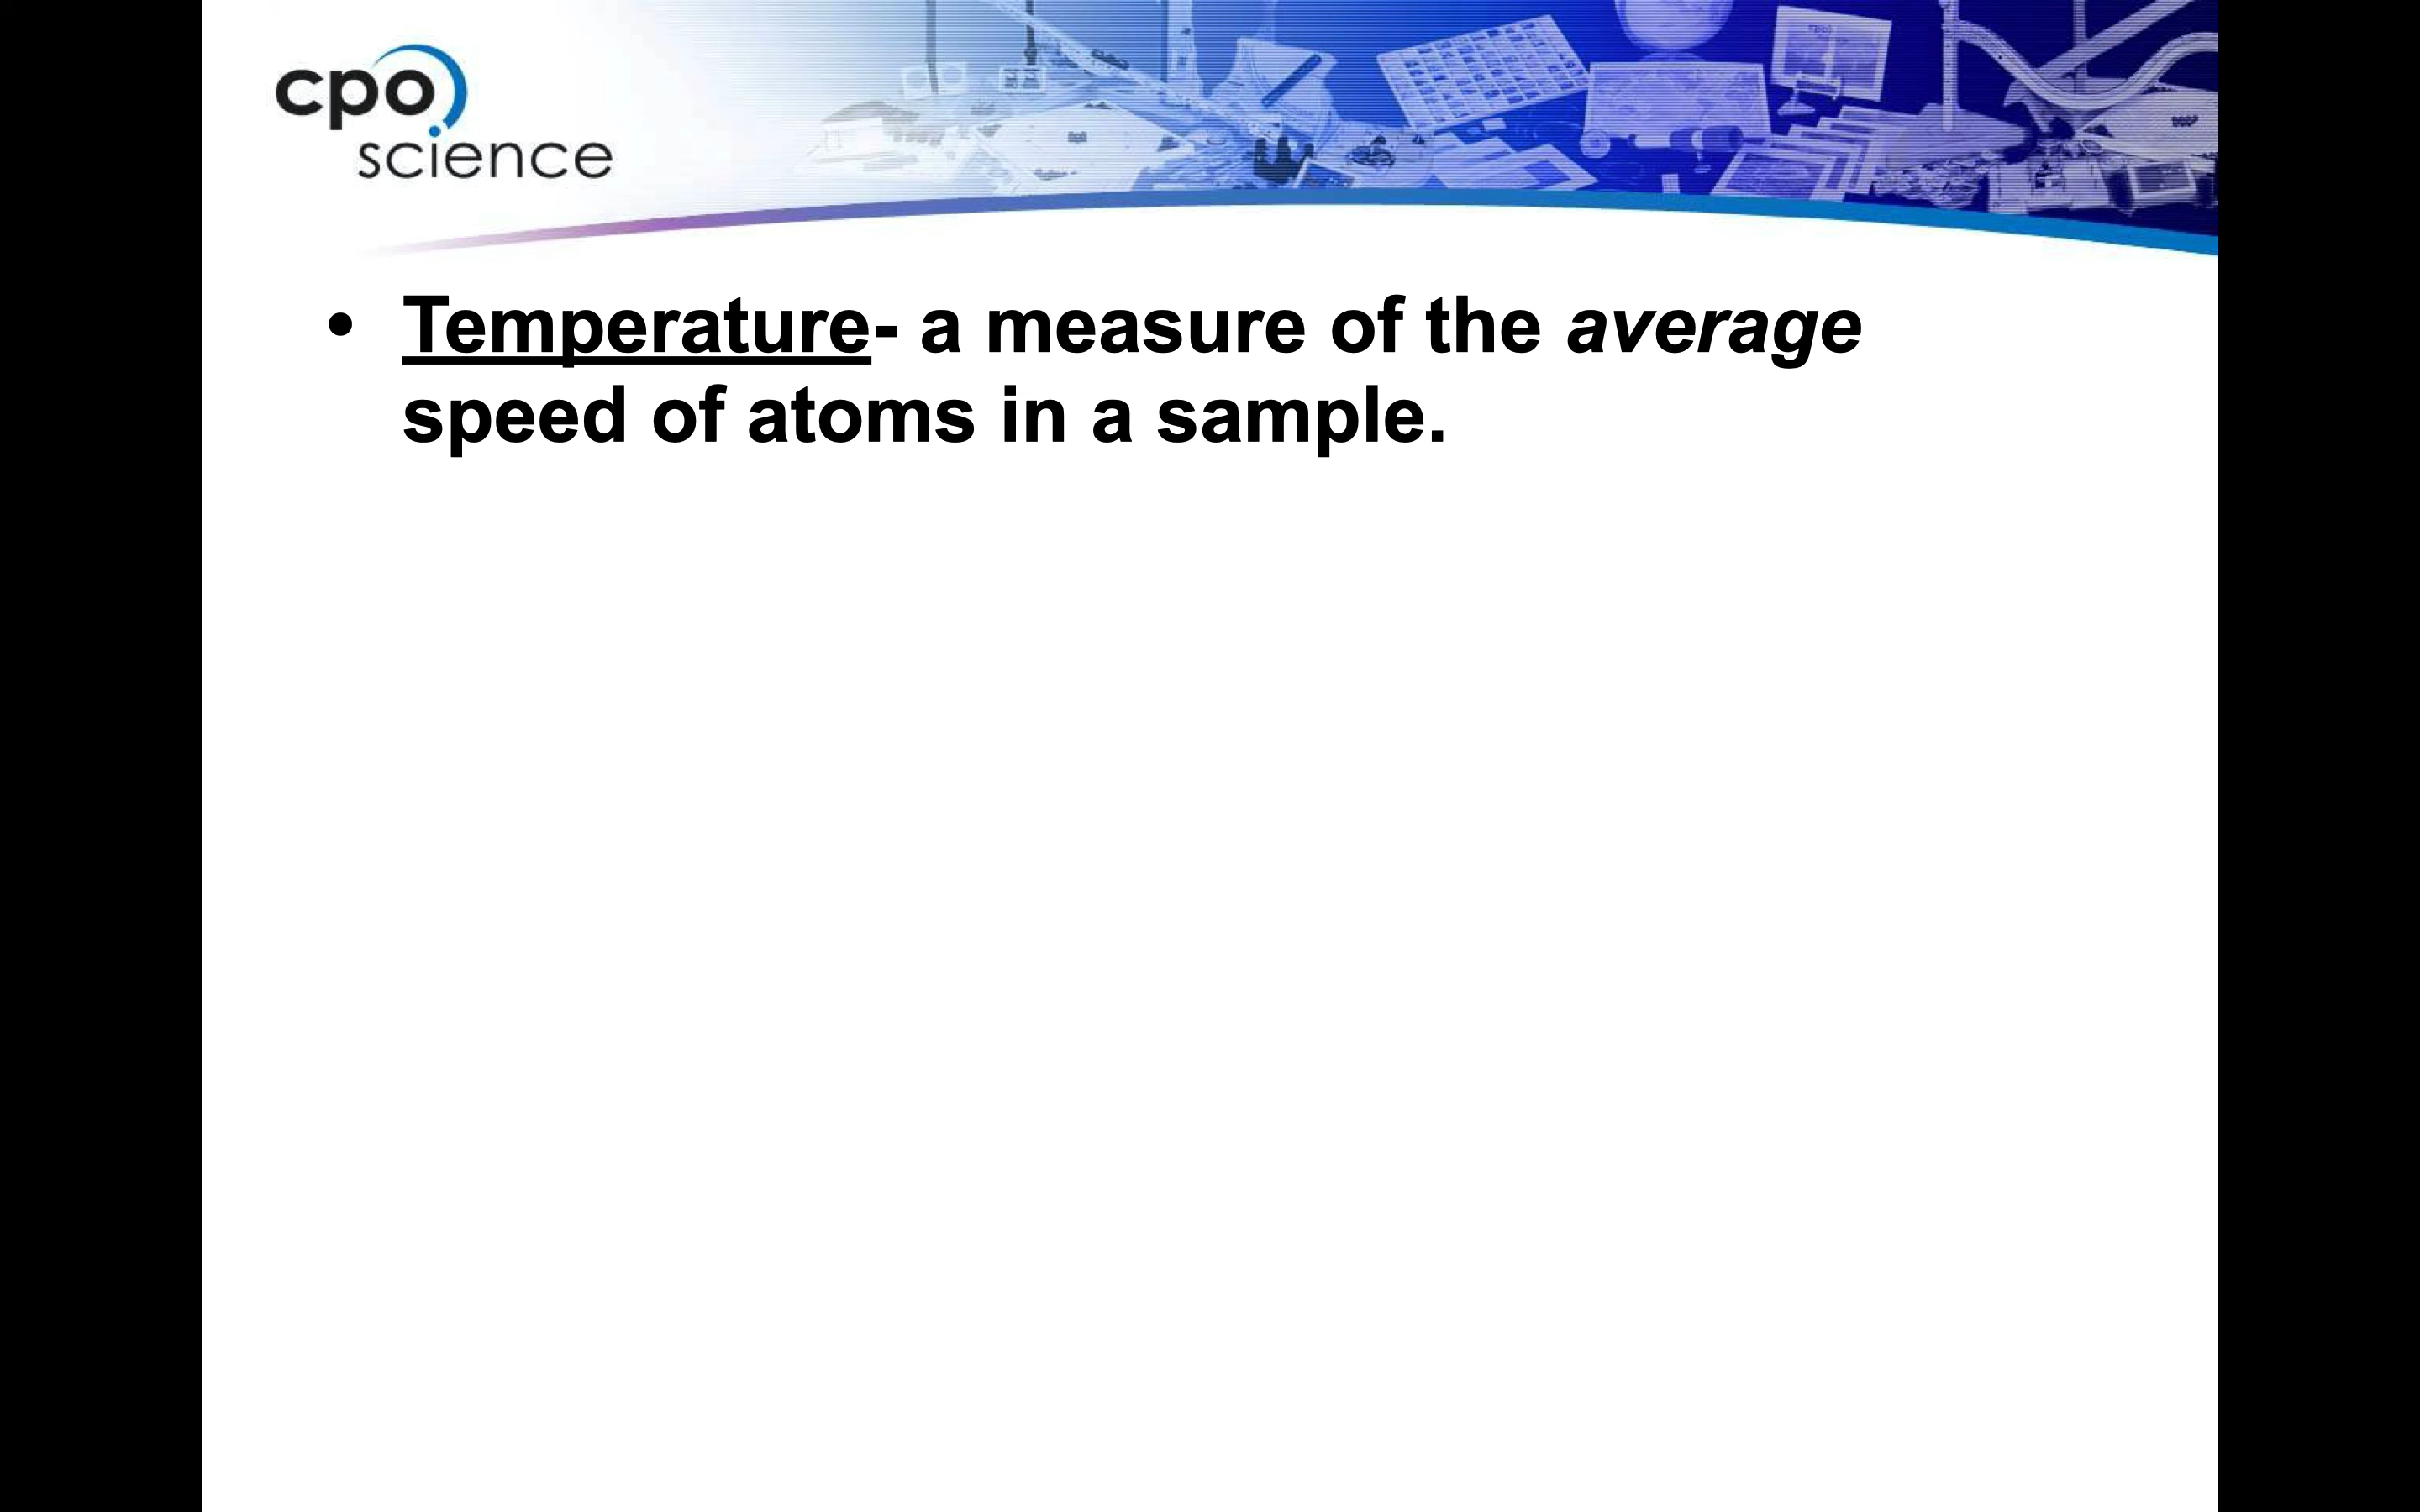 cpo
science
• Temperature- a measure of the average
speed of atoms in a sample.